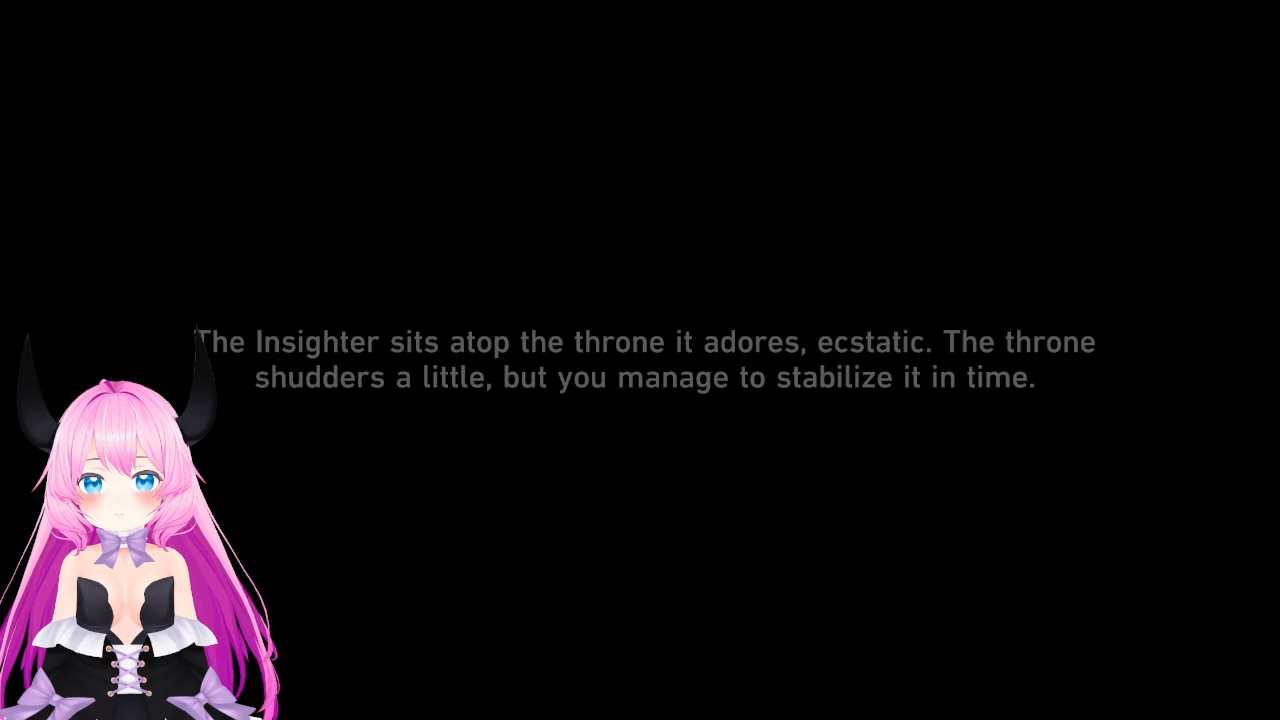 The Insighter sits atop the throne it adores, ecstatic. The throne
shudders a little, but you manage to stabilize it in time.